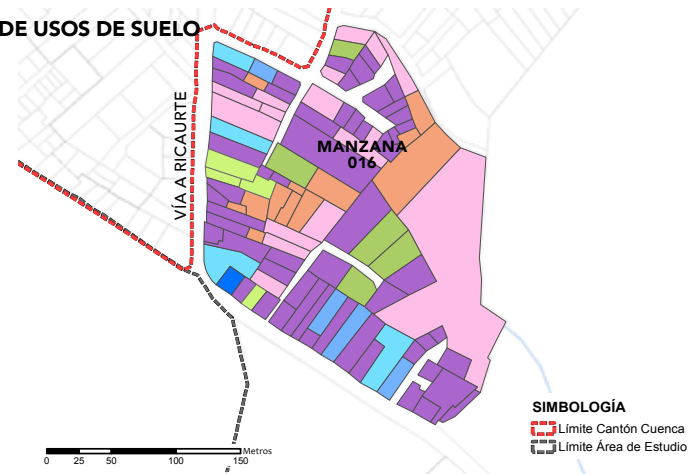 DE USOS DE SUELO
VÍA A RICAURTE
MANZANA
016
SIMBOLOGÍA
Límite Cantón Cuenca
Límite Área de Estudio
Metros
0 25 50 100 150